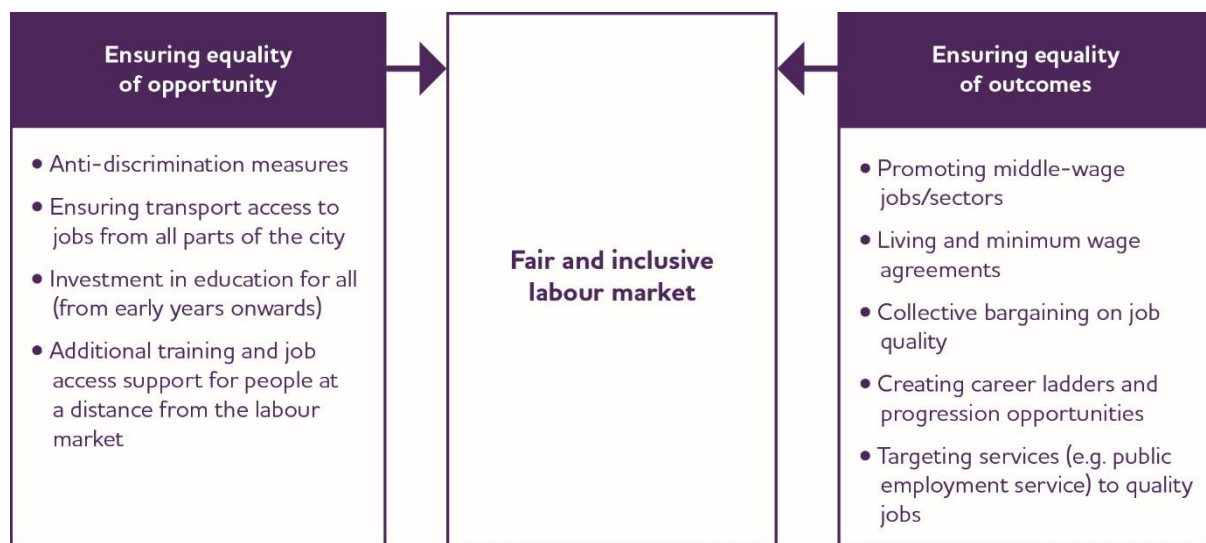 Ensuring equality
of opportunity
• Anti-discrimination measures
• Ensuring transport access to
jobs from all parts of the city
• Investment in education for all
(from early years onwards)
• Additional training and job
access support for people at
a distance from the labour
market
Fair and inclusive
labour market
Ensuring equality
of outcomes
• Promoting middle-wage
jobs/sectors
• Living and minimum wage
agreements
• Collective bargaining on job
quality
• Creating career ladders and
progression opportunities
• Targeting services (e.g. public
employment service) to quality
jobs